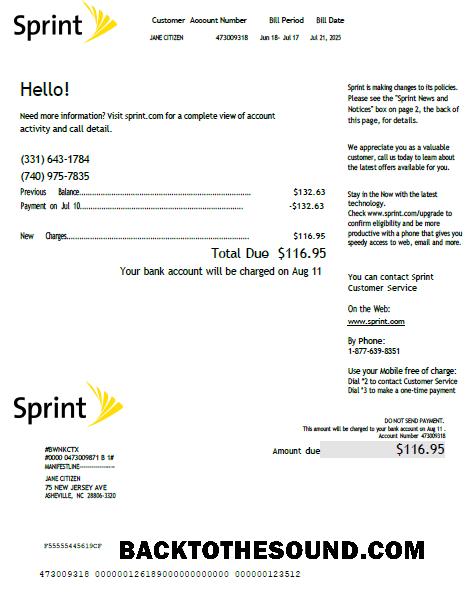 Sprint
Customer Account Number Bill Period Bill Date
JANE CITIZEN 473009318 Jun 18- Jul 17 Jul 21, 2025
Hello!
Need more information? Visit sprint.com for a complete view of account
activity and call detail.
(331) 643-1784
(740) 975-7835
Previous Balance................................................................................ $132.63
Payment on Jul 10............................................................................ -$132.63
New Charges................................................................................ $116.95
Total Due $116.95
Your bank account will be charged on Aug 11
Sprint is making changes to its policies.
Please see the "Sprint News and
Notices" box on page 2, the back of
this page, for details.
We appreciate you as a valuable
customer, call us today to learn about
the latest offers available for you.
Stay in the Now with the latest
technology.
Check www.sprint.com/upgrade to
confirm eligibility and be more
productive with a phone that gives you
speedy access to web, email and more.
You can contact Sprint
Customer Service
On the Web:
www.sprint.com
By Phone:
1-877-639-8351
Use your Mobile free of charge:
Dial *2 to contact Customer Service
Dial *3 to make a one-time payment
Sprint
DO NOT SEND PAYMENT.
This amount will be charged to your bank account on Aug 11 .
Account Number 473009318
Amount due $116.95
#BWNKCTX
#0000 0473009871 B 1#
MANIFESTLINE----------------
JANE CITIZEN
75 NEW JERSEY AVE
ASHEVILLE, NC 28806-3320
F55555445619CF
BACKTOTHESOUND.COM
473009318 0000001261890000000000000 000000123512